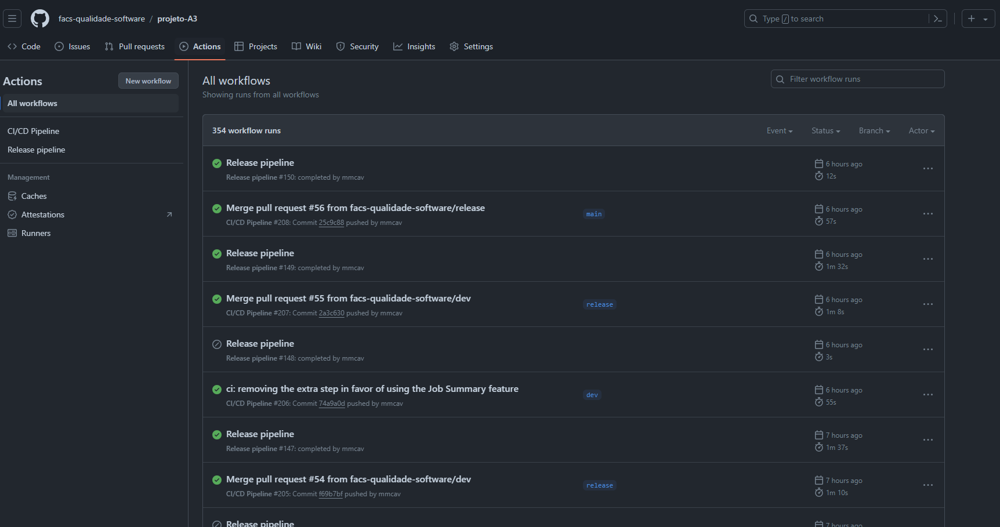 facs-qualidade-software / projeto-A3
Type / to search
Code Issues Pull requests Actions Projects Wiki Security Insights Settings
Actions
New workflow
All workflows
CI/CD Pipeline
Release pipeline
Management
Caches
Attestations
Runners
All workflows
Showing runs from all workflows
Filter workflow runs
354 workflow runs
Event Status Branch Actor
Release pipeline
Release pipeline #150: completed by mmcav
6 hours ago
12s
Merge pull request #56 from facs-qualidade-software/release
CI/CD Pipeline #208: Commit 25c9c88 pushed by mmcav
main
6 hours ago
57s
Release pipeline
Release pipeline #149: completed by mmcav
6 hours ago
1m 32s
Merge pull request #55 from facs-qualidade-software/dev
CI/CD Pipeline #207: Commit 2a3c630 pushed by mmcav
release
6 hours ago
1m 8s
Release pipeline
Release pipeline #148: completed by mmcav
6 hours ago
3s
ci: removing the extra step in favor of using the Job Summary feature
CI/CD Pipeline #206: Commit 74a9a0d pushed by mmcav
dev
6 hours ago
55s
Release pipeline
Release pipeline #147: completed by mmcav
7 hours ago
1m 37s
Merge pull request #54 from facs-qualidade-software/dev
CI/CD Pipeline #205: Commit f69b7bf pushed by mmcav
release
7 hours ago
1m 10s
Release pipeline
7 hours ago